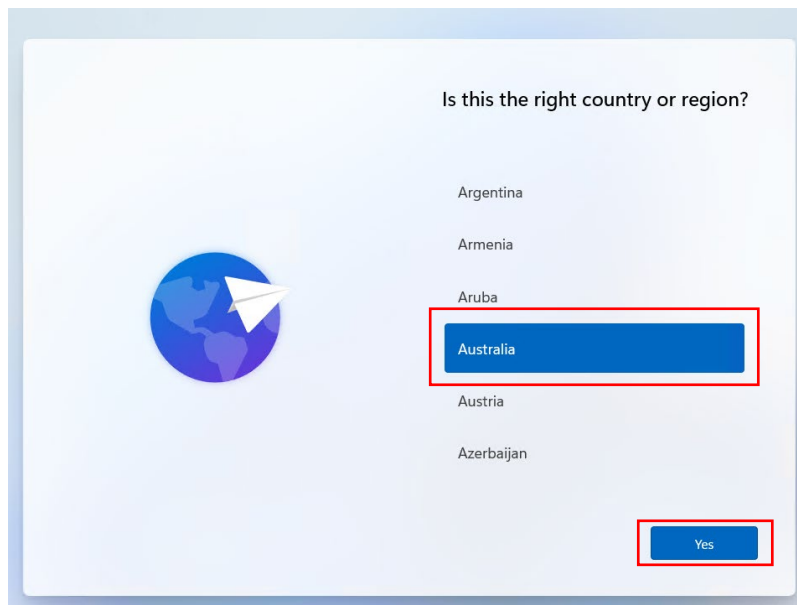 Is this the right country or region?
Argentina
Armenia
Aruba
Australia
Austria
Azerbaijan
Yes